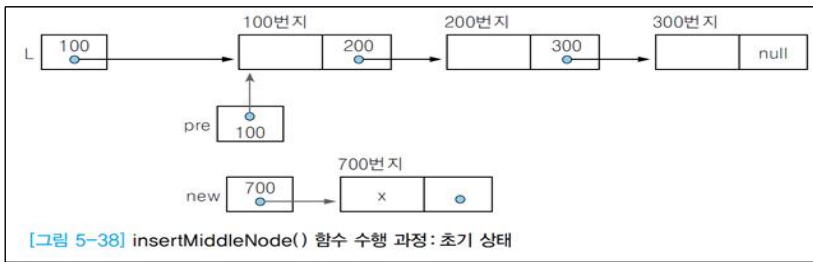 100번지 200번지 300번지
L 100 200 300 null
pre 100
700번지
new 700 x
[그림 5-38] insertMiddleNode() 함수 수행 과정: 초기 상태